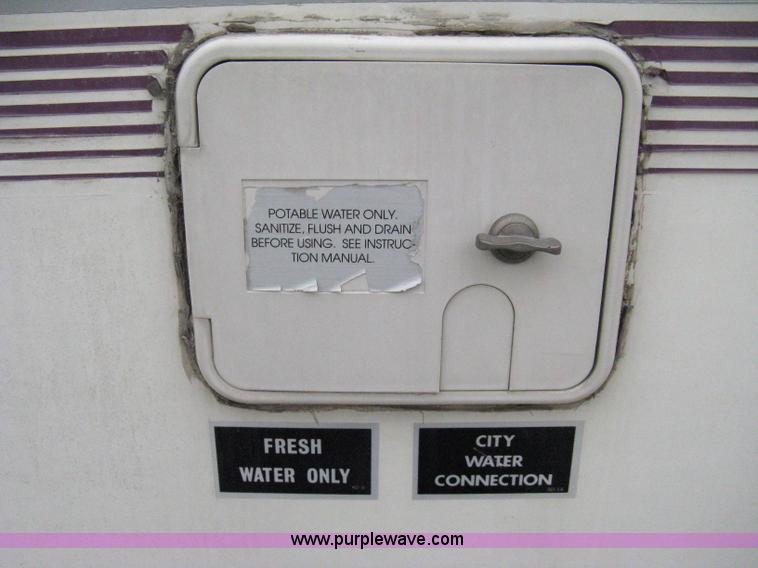 POTABLE WATER ONLY.
SANITIZE, FLUSH AND DRAIN
BEFORE USING. SEE INSTRUC-
TION MANUAL.
FRESH
WATER ONLY
CITY
WATER
CONNECTION
www.purplewave.com